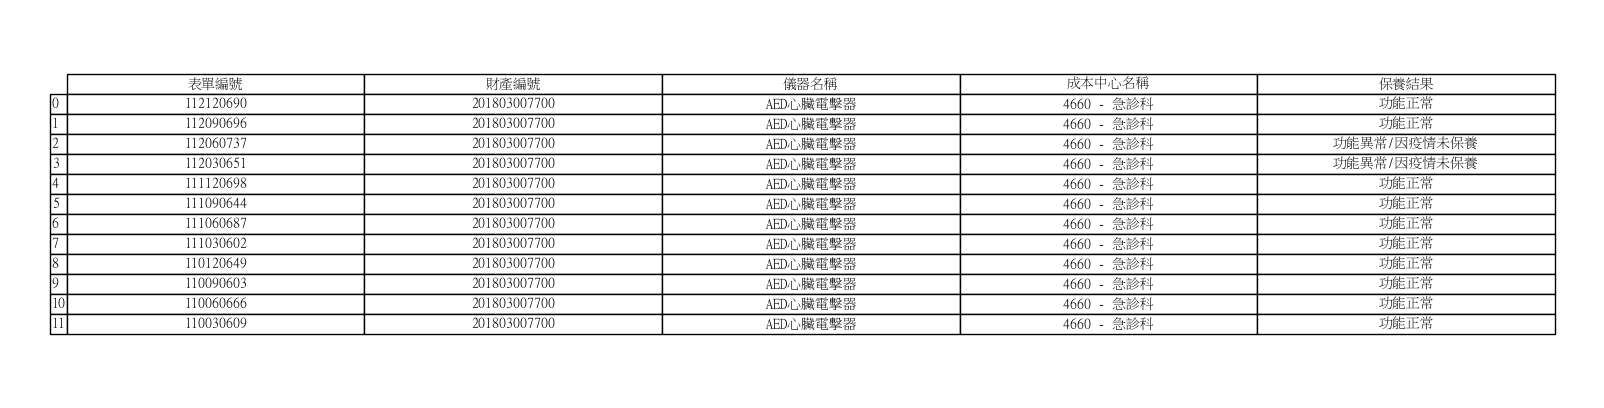 表單編號 財產編號 儀器名稱 成本中心名稱 保養結果
0 112120690 201803007700 AED心臟電擊器 4660 - 急診科 功能正常
1 112090696 201803007700 AED心臟電擊器 4660 - 急診科 功能正常
2 112060737 201803007700 AED心臟電擊器 4660 - 急診科 功能異常/因疫情未保養
3 112030651 201803007700 AED心臟電擊器 4660 - 急診科 功能異常/因疫情未保養
4 111120698 201803007700 AED心臟電擊器 4660 - 急診科 功能正常
5 111090644 201803007700 AED心臟電擊器 4660 - 急診科 功能正常
6 111060687 201803007700 AED心臟電擊器 4660 - 急診科 功能正常
7 111030602 201803007700 AED心臟電擊器 4660 - 急診科 功能正常
8 110120649 201803007700 AED心臟電擊器 4660 - 急診科 功能正常
9 110090603 201803007700 AED心臟電擊器 4660 - 急診科 功能正常
10 110060666 201803007700 AED心臟電擊器 4660 - 急診科 功能正常
11 110030609 201803007700 AED心臟電擊器 4660 - 急診科 功能正常